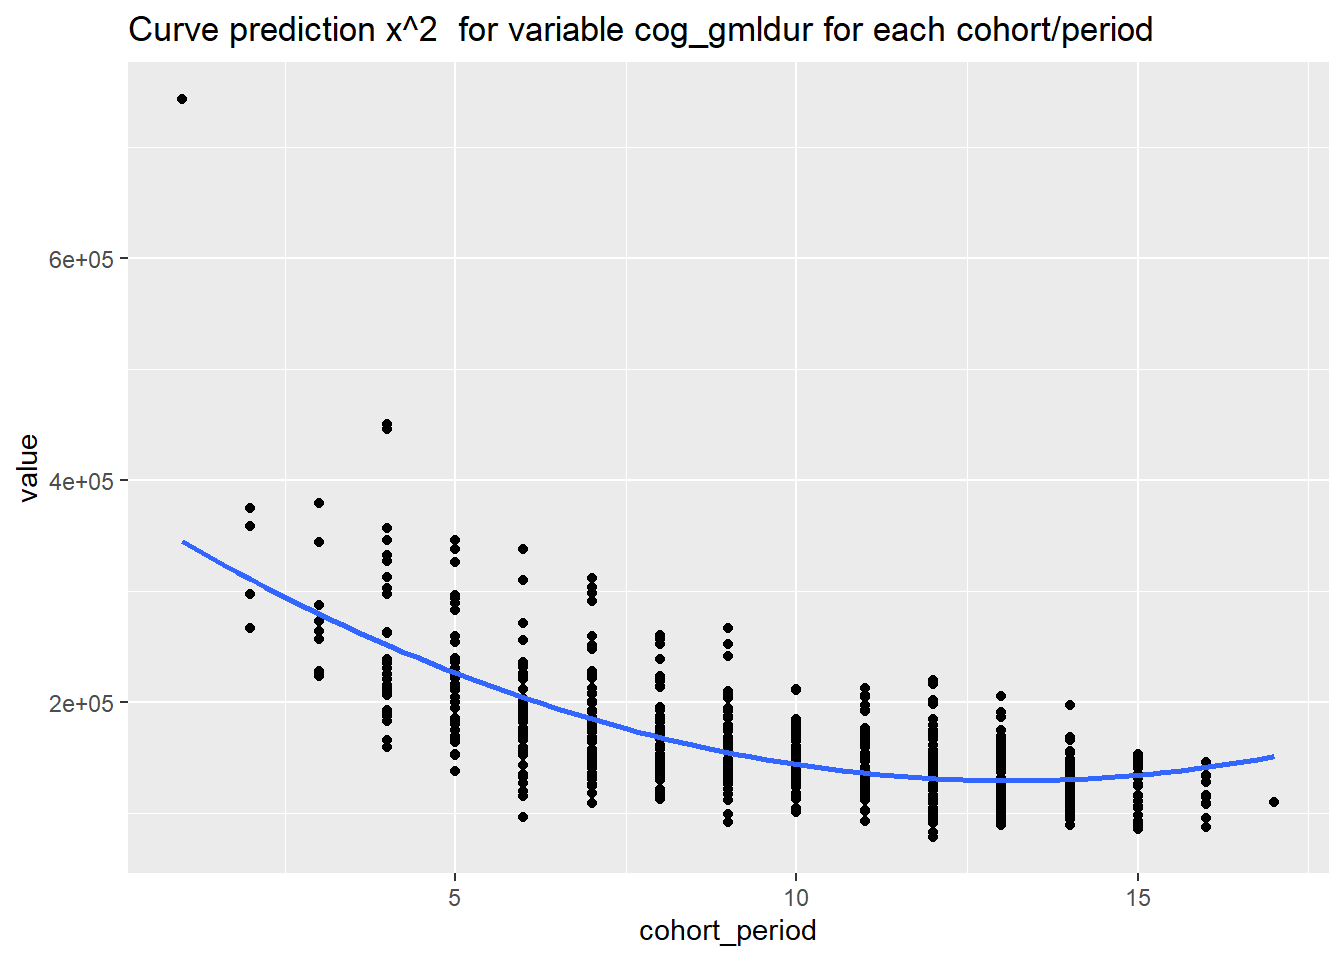 Curve prediction x^2  for variable cog_gmldur for each cohort/period
6e+05
4e+05
2e+05
value
5
10
15
cohort_period